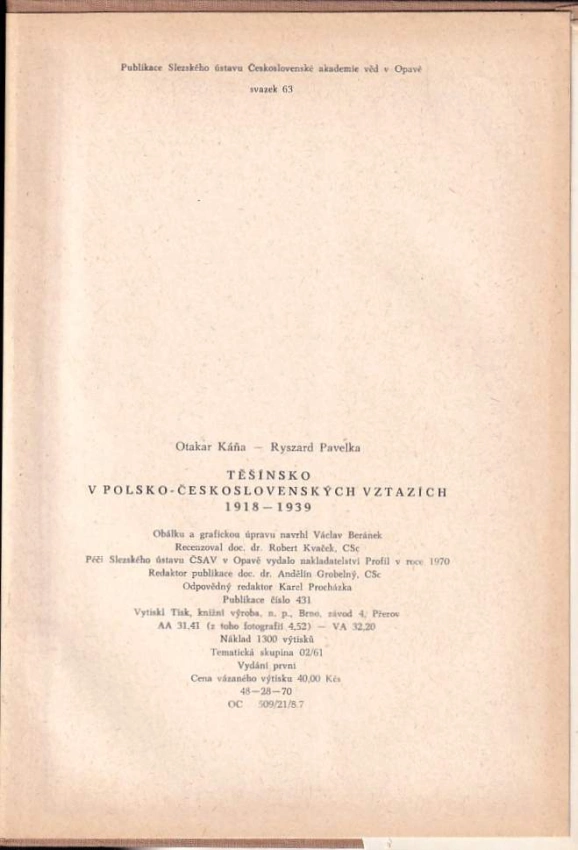 Publikace Slezského ústavu Československé akademie věd v Opavě
svazek 63
Otakar Káňa — Ryszard Pavelka
TĚŠÍNSKO
V POLSKO-ČESKOSLOVENSKÝCH VZTAZÍCH
1918 – 1939
Obálku a grafickou úpravu navrhl Václav Beránek
Recenzoval doc. dr. Robert Kvaček, CSc
Péčí Slezského ústavu ČSAV v Opavě vydalo nakladatelství Profil v roce 1970
Redaktor publikace doc. dr. Andělín Grobelný, CSc
Odpovědný redaktor Karel Procházka
Publikace číslo 431
Vytiskl Tisk, knižní výroba, n. p., Brno, závod 4, Přerov
AA 31,41 (z toho fotografií 4,52) — VA 32,20
Náklad 1300 výtisků
Tematická skupina 02/61
Vydání první
Cena vázaného výtisku 40,00 Kčs
48—28—70
OC 509/21/8.7